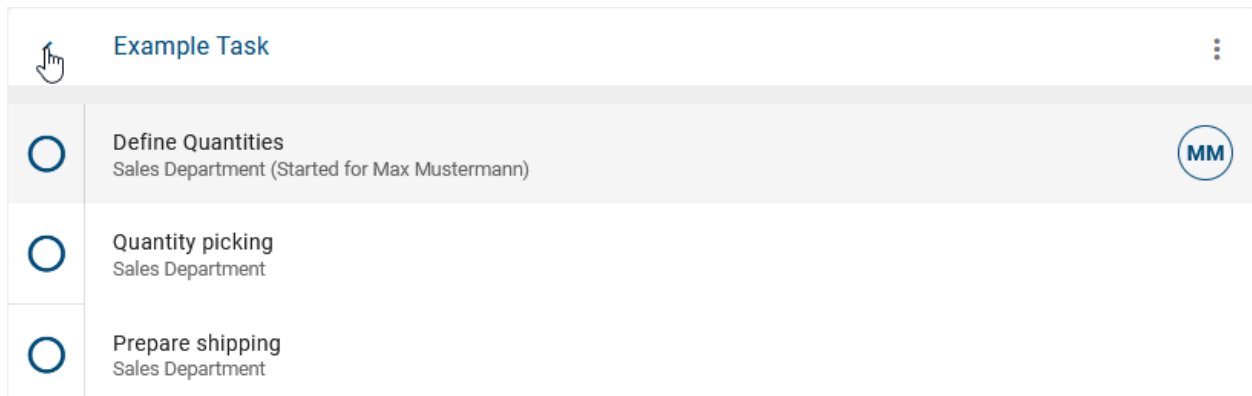 Example Task
Define Quantities
Sales Department (Started for Max Mustermann)
MM
Quantity picking
Sales Department
Prepare shipping
Sales Department